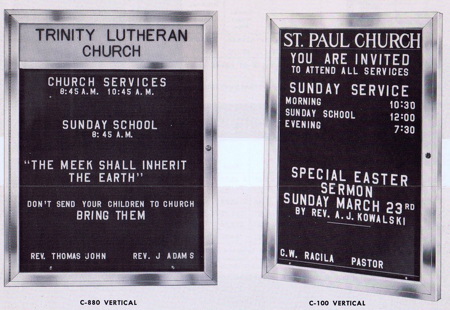 TRINITY LUTHERAN
CHURCH
CHURCH SERVICES
8:45 A.M. 10:45 A.M.
SUNDAY SCHOOL
8:45 A.M.
"THE MEEK SHALL INHERIT
THE EARTH"
DON'T SEND YOUR CHILDREN TO CHURCH
BRING THEM
REV. THOMAS JOHN REV. J ADAMS
C-880 VERTICAL
ST. PAUL CHURCH
YOU ARE INVITED
TO ATTEND ALL SERVICES
SUNDAY SERVICE
MORNING 10:30
SUNDAY SCHOOL 12:00
EVENING 7:30
SPECIAL EASTER
SERMON
SUNDAY MARCH 23RD
BY REV. A.J. KOWALSKI
C.W. RACILA PASTOR
C-100 VERTICAL